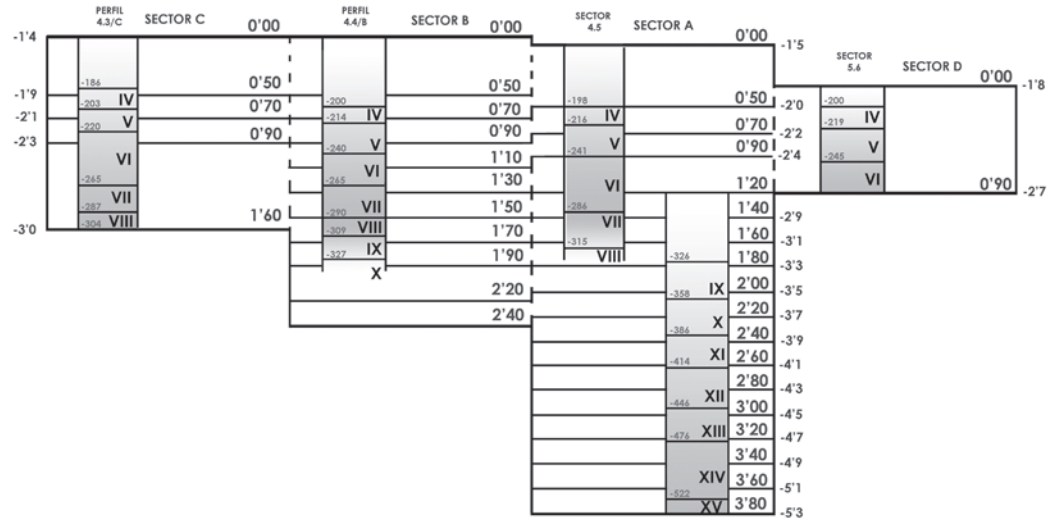 PERFIL
4.3/C
SECTOR C
-1'4
-186
-1'9
-203
IV
-2'1
-220
V
-2'3
VI
-265
VII
-287
VIII
-304
-3'0
0'00
0'50
0'70
0'90
1'60
PERFIL
4.4/B
SECTOR B
-200
IV
-214
V
-240
VI
-265
VII
-290
VIII
-309
IX
-327
X
0'00
0'50
0'70
0'90
1'10
1'30
1'50
1'70
1'90
2'20
2'40
SECTOR
4.5
SECTOR A
-198
IV
-216
V
-241
VI
-286
VII
-315
VIII
-326
IX
-358
X
-386
XI
-414
XII
-446
XIII
-476
XIV
-522
XV
0'00
0'50
0'70
0'90
1'20
1'40
1'60
1'80
2'00
2'20
2'40
2'60
2'80
3'00
3'20
3'40
3'60
3'80
-1'5
-2'0
-2'2
-2'4
-2'9
-3'1
-3'3
-3'5
-3'7
-3'9
-4'1
-4'3
-4'5
-4'7
-4'9
-5'1
-5'3
SECTOR
5.6
SECTOR D
-200
IV
-219
V
-245
VI
0'00
0'90
-1'8
-2'7